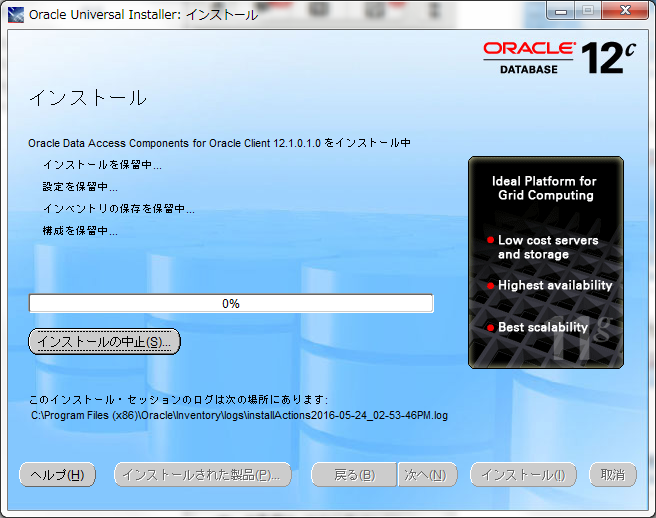 Oracle Universal Installer: インストール
ORACLE
DATABASE
12c
インストール
Oracle Data Access Components for Oracle Client 12.1.0.1.0 をインストール中
インストールを保留中...
設定を保留中...
インベントリの保存を保留中...
構成を保留中...
Ideal Platform for
Grid Computing
Low cost servers
and storage
Highest availability
Best scalability
11g
0%
インストールの中止(S)...
このインストール・セッションのログは次の場所にあります:
C:\Program Files (x86)\Oracle\Inventory\logs\installActions2016-05-24_02-53-46PM.log
ヘルプ(H)
インストールされた製品(P)...
戻る(B)
次へ(N)
インストール(I)
取消